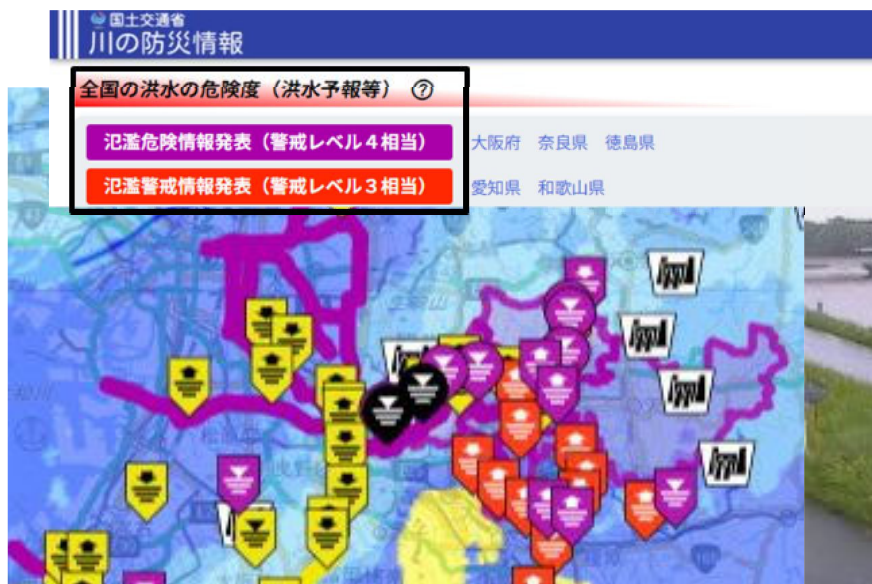 国土交通省
川の防災情報
全国の洪水の危険度（洪水予報等） ?
氾濫危険情報発表（警戒レベル４相当） 大阪府 奈良県 徳島県
氾濫警戒情報発表（警戒レベル３相当） 愛知県 和歌山県